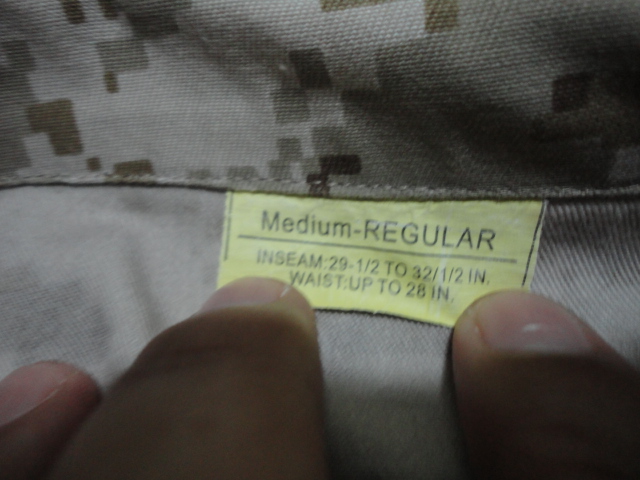 Medium-REGULAR
INSEAM:29-1/2 TO 32/1/2 IN.
WAIST:UP TO 28 IN.